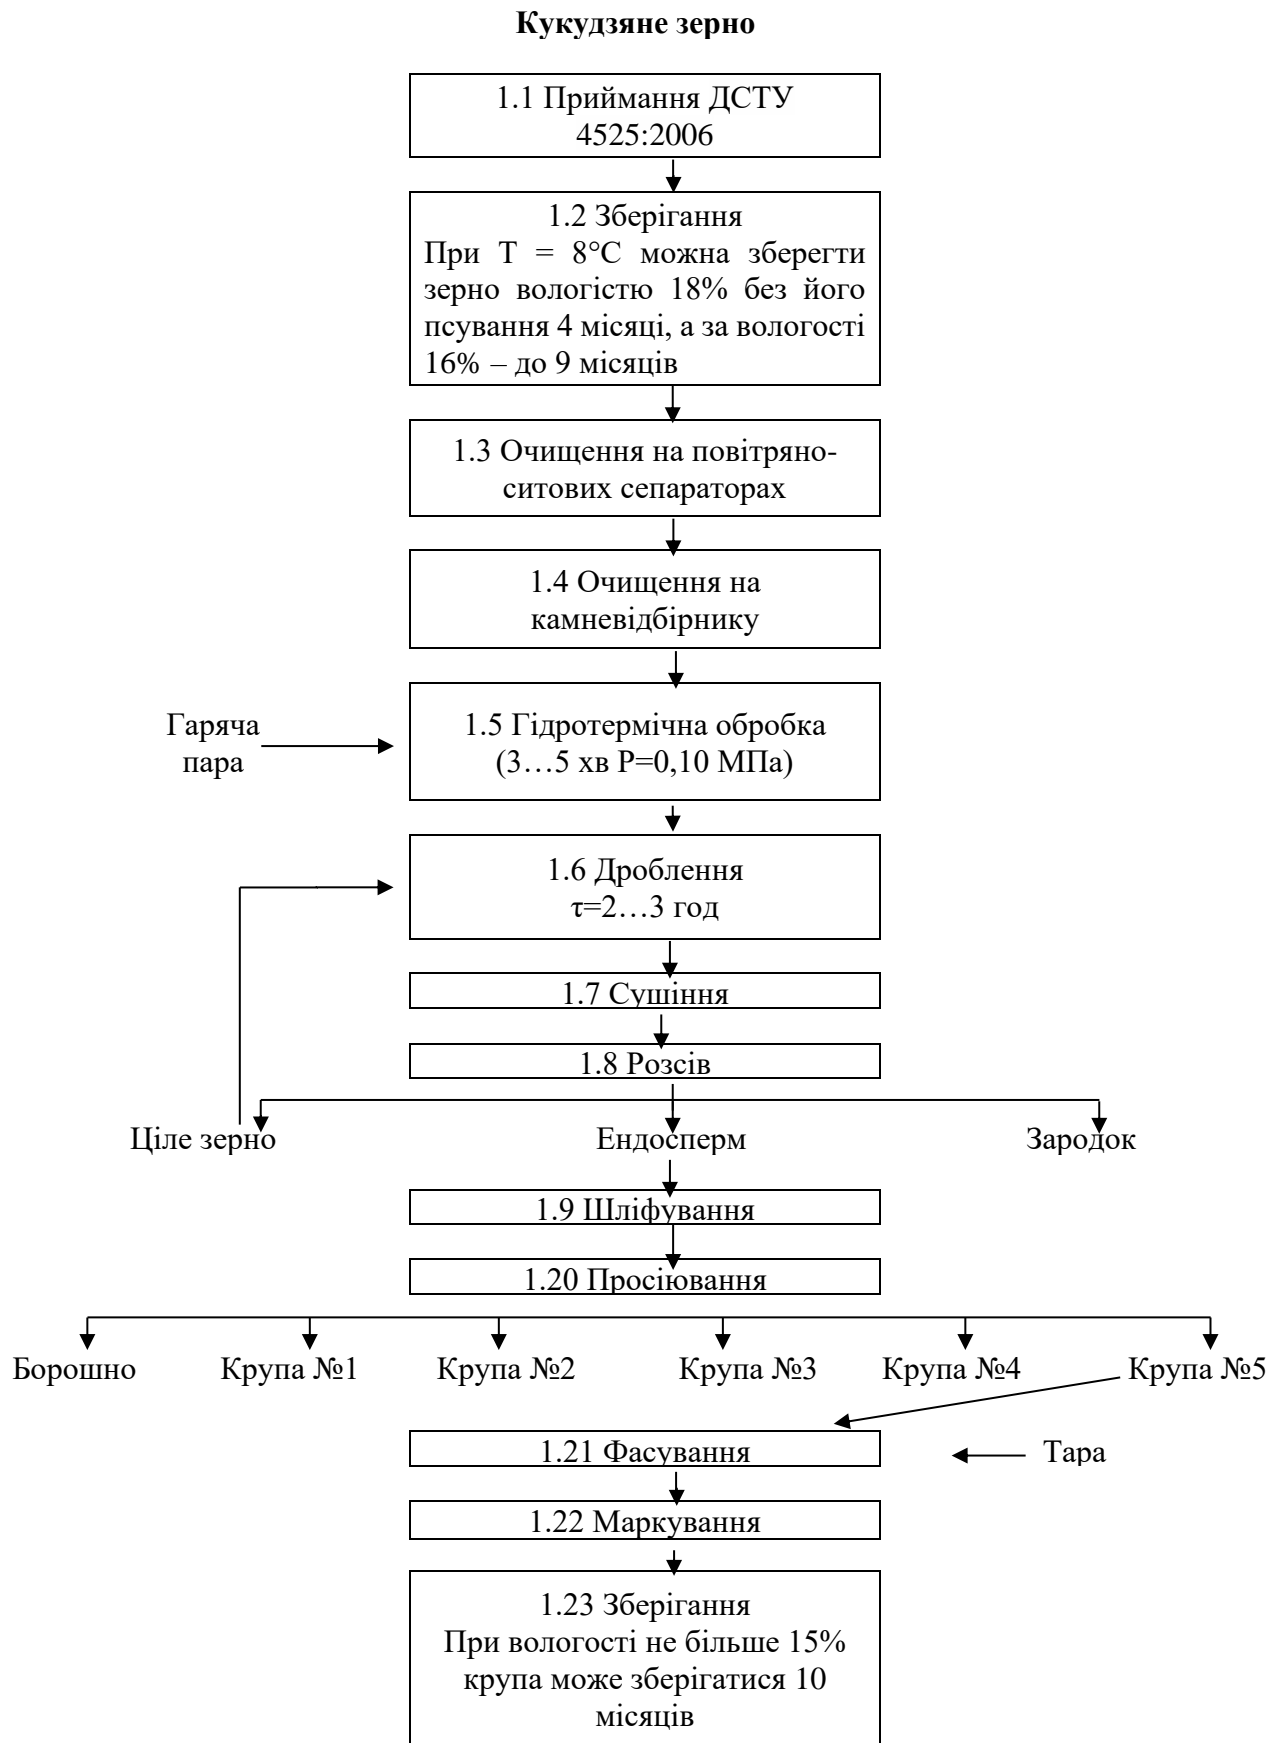 Кукудзяне зерно
1.1 Приймання ДСТУ
4525:2006
1.2 Зберігання
При Т = 8°С можна зберегти
зерно вологістю 18% без його
псування 4 місяці, а за вологості
16% – до 9 місяців
1.3 Очищення на повітряно-
ситових сепараторах
1.4 Очищення на
камневідбірнику
Гаряча
пара
1.5 Гідротермічна обробка
(3…5 хв Р=0,10 МПа)
1.6 Дроблення
τ=2…3 год
1.7 Сушіння
1.8 Розсів
Ціле зерно
Ендосперм
Зародок
1.9 Шліфування
1.20 Просіювання
Борошно
Крупа №1
Крупа №2
Крупа №3
Крупа №4
Крупа №5
1.21 Фасування
Тара
1.22 Маркування
1.23 Зберігання
При вологості не більше 15%
крупа може зберігатися 10
місяців